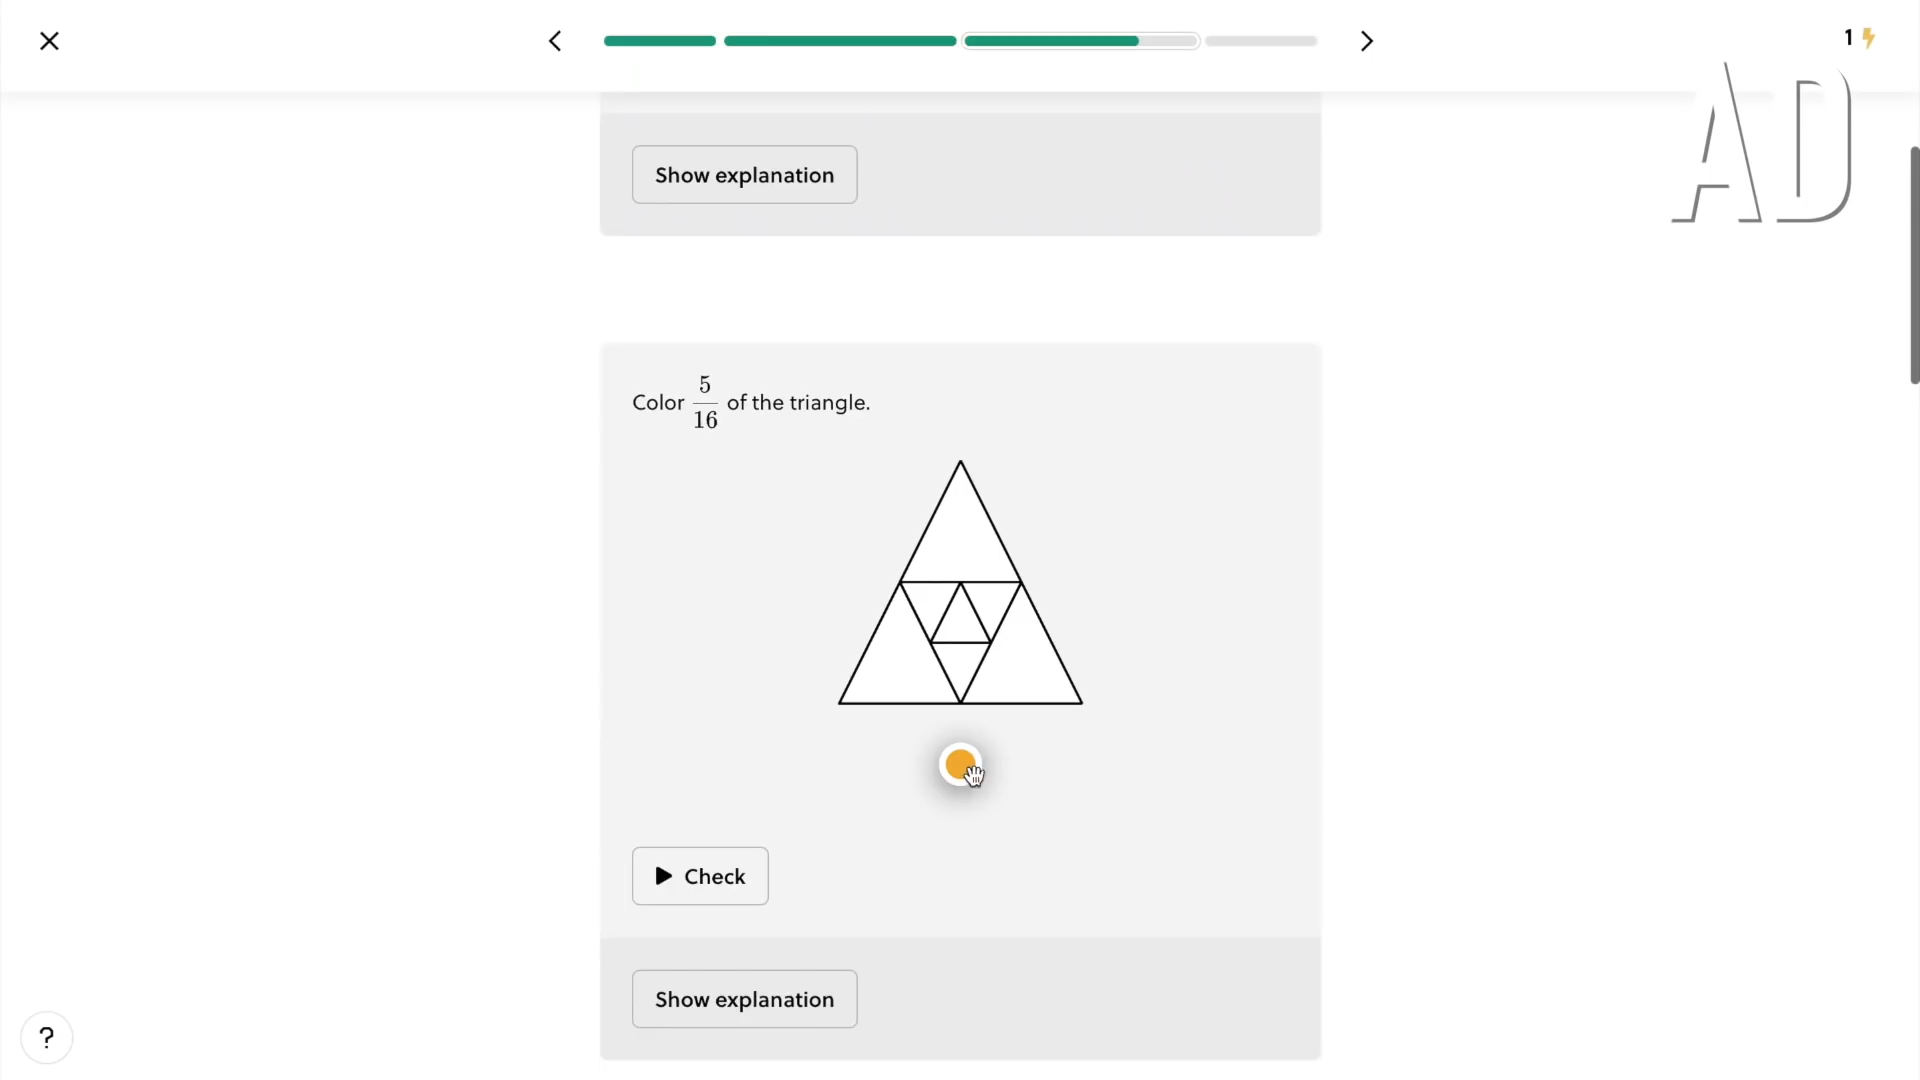 1
AD
Show explanation
Color 5/16 of the triangle.
Check
Show explanation
?